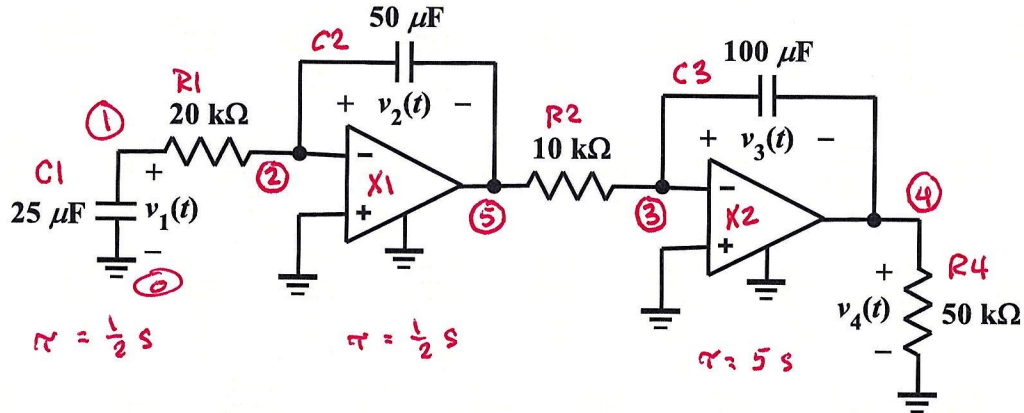 50 μF
C2
+ v₂(t) −
100 μF
C3
+ v₃(t) −
R1
20 kΩ
R2
10 kΩ
①
②
C1
25 μF
+
v₁(t)
−
⓪
−
X1
+
⑤
③
−
X2
+
④
R4
+
v₄(t)
−
50 kΩ
τ = ½ s
τ = ½ s
τ = 5 s